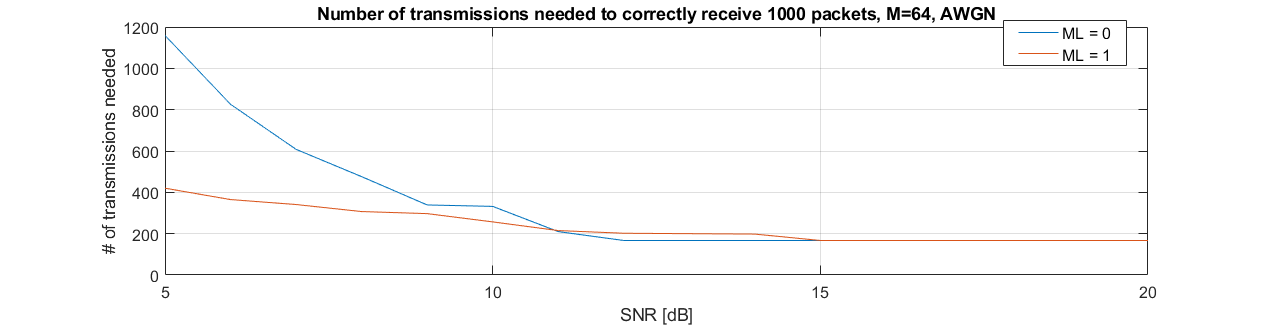 Number of transmissions needed to correctly receive 1000 packets, M=64, AWGN
ML = 0
ML = 1
# of transmissions needed
1200
1000
800
600
400
200
0
5
10
15
20
SNR [dB]